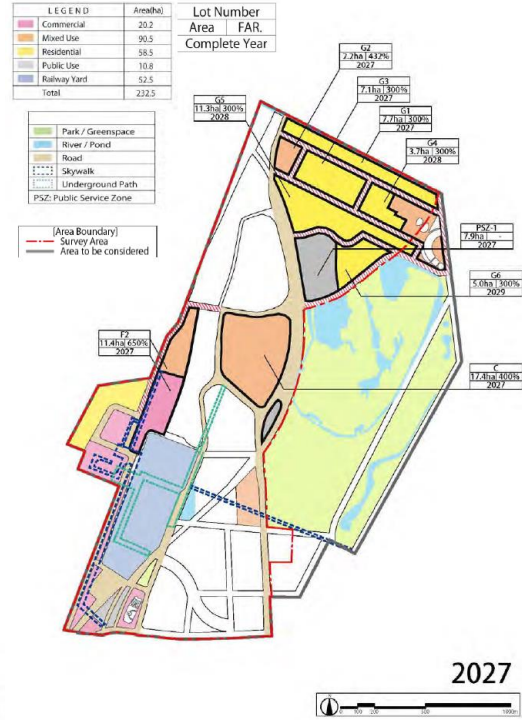 LEGEND Area(ha)
Commercial 20.2
Mixed Use 90.5
Residential 58.5
Public Use 10.8
Railway Yard 52.5
Total 232.5
Lot Number
Area FAR.
Complete Year
Park / Greenspace
River / Pond
Road
Skywalk
Underground Path
PSZ: Public Service Zone
[Area Boundary]
Survey Area
Area to be considered
G2
2.2ha 432%
2027
G3
7.1ha 300%
2027
G5
11.3ha 300%
2028
G1
7.7ha 300%
2027
G4
3.7ha 300%
2028
PSZ-1
7.9ha -
2027
G6
5.0ha 300%
2029
F2
11.4ha 650%
2027
C
17.4ha 400%
2027
2027
0 100 200 500 1000m